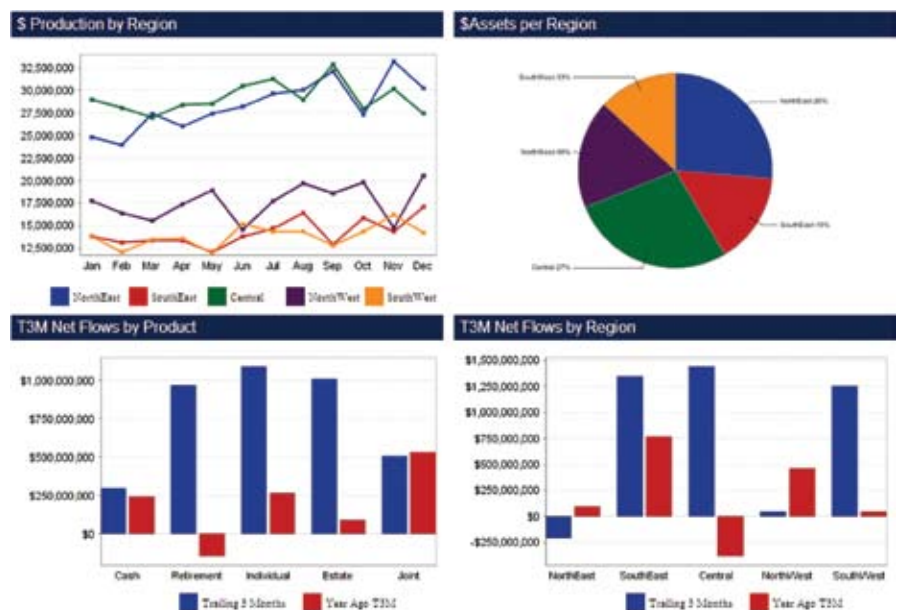 $ Production by Region
32,500,000
30,000,000
27,500,000
25,000,000
22,500,000
20,000,000
17,500,000
15,000,000
12,500,000
Jan Feb Mar Apr May Jun Jul Aug Sep Oct Nov Dec
NorthEast SouthEast Central NorthWest SouthWest
$Assets per Region
SouthWest
NorthEast
NorthWest
SouthEast
Central 27%
T3M Net Flows by Product
$1,000,000,000
$750,000,000
$500,000,000
$250,000,000
$0
Cash Retirement Individual Estate Joint
Trailing 3 Months Year Ago T3M
T3M Net Flows by Region
$1,500,000,000
$1,250,000,000
$1,000,000,000
$750,000,000
$500,000,000
$250,000,000
$0
-$250,000,000
NorthEast SouthEast Central NorthWest SouthWest
Trailing 3 Months Year Ago T3M